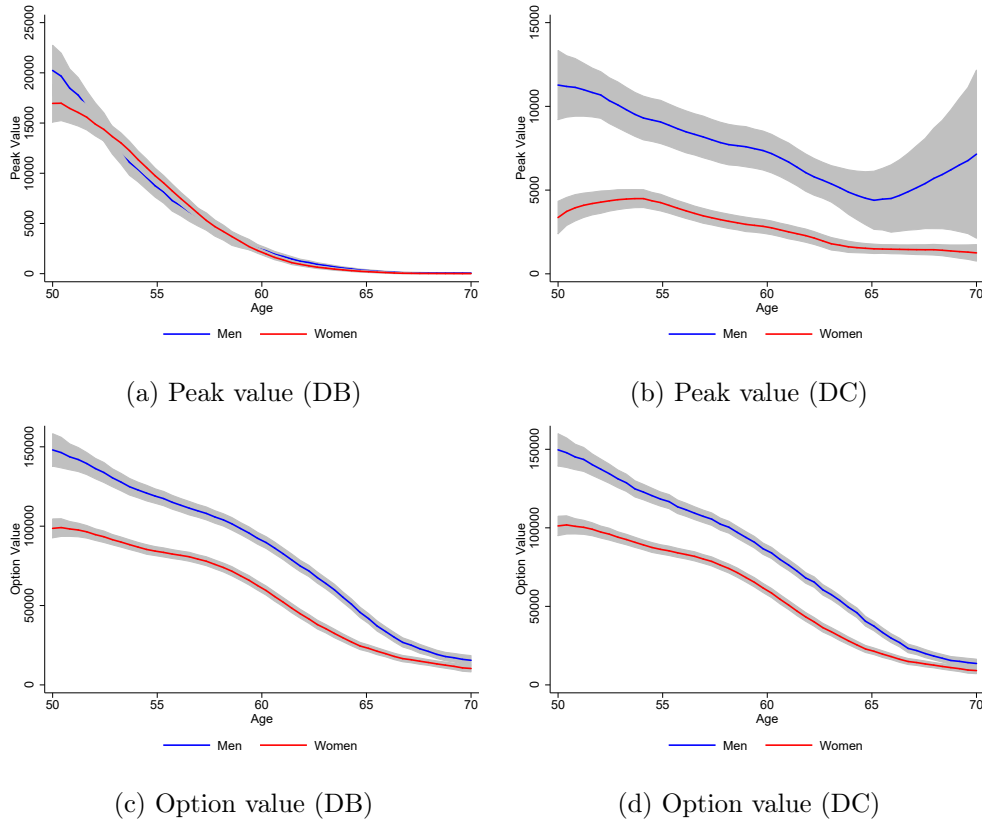 25000
20000
15000
10000
5000
0
Peak Value
50 55 60 65 70
Age
Men Women
(a) Peak value (DB)
15000
10000
50000
0
Peak Value
50 55 60 65 70
Age
Men Women
(b) Peak value (DC)
150000
100000
50000
0
Option Value
50 55 60 65 70
Age
Men Women
(c) Option value (DB)
150000
100000
50000
0
Option Value
50 55 60 65 70
Age
Men Women
(d) Option value (DC)